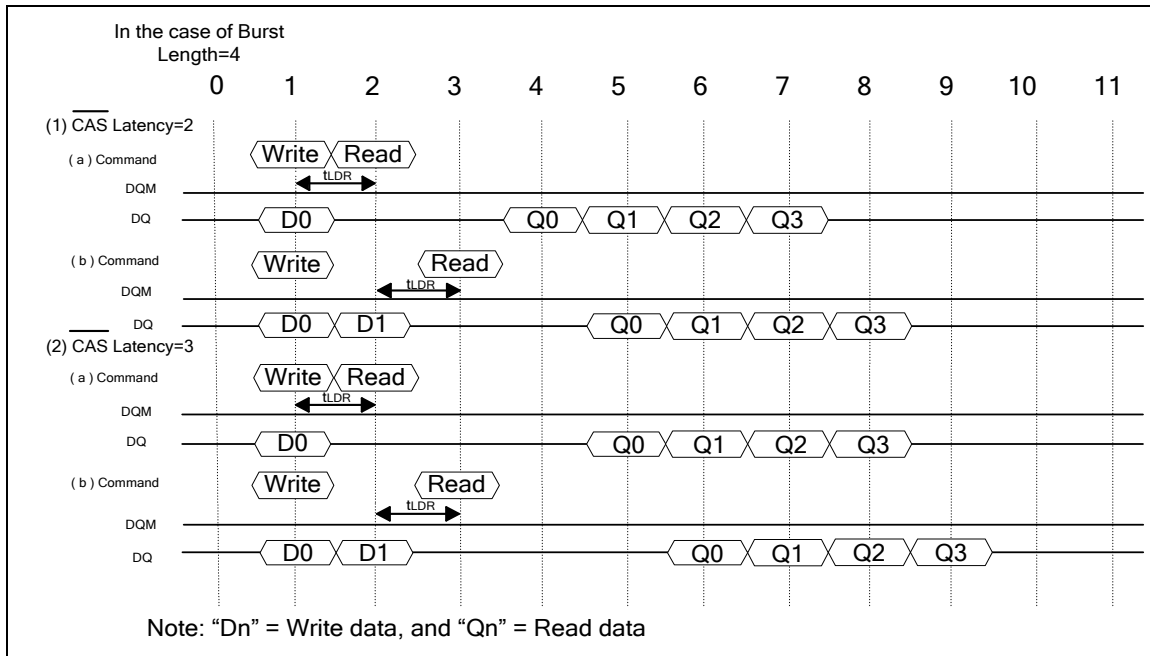 In the case of Burst
Length=4
0 1 2 3 4 5 6 7 8 9 10 11
(1) CAS Latency=2
( a ) Command Write Read
tLDR
DQM
DQ D0 Q0 Q1 Q2 Q3
( b ) Command Write Read
tLDR
DQM
DQ D0 D1 Q0 Q1 Q2 Q3
(2) CAS Latency=3
( a ) Command Write Read
tLDR
DQM
DQ D0 Q0 Q1 Q2 Q3
( b ) Command Write Read
tLDR
DQM
DQ D0 D1 Q0 Q1 Q2 Q3
Note: “Dn” = Write data, and “Qn” = Read data